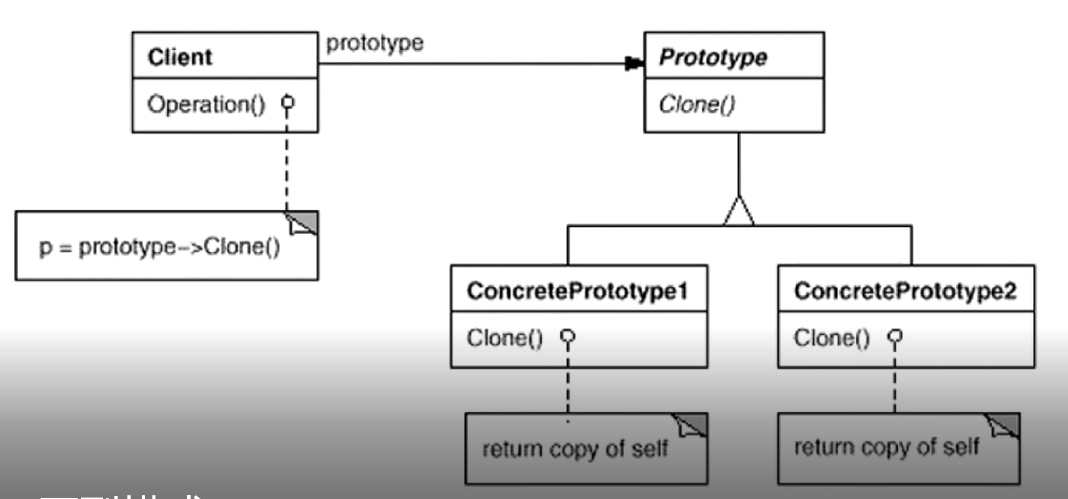 prototype
Client
Operation()
p = prototype–>Clone()
Prototype
Clone()
ConcretePrototype1
Clone()
return copy of self
ConcretePrototype2
Clone()
return copy of self